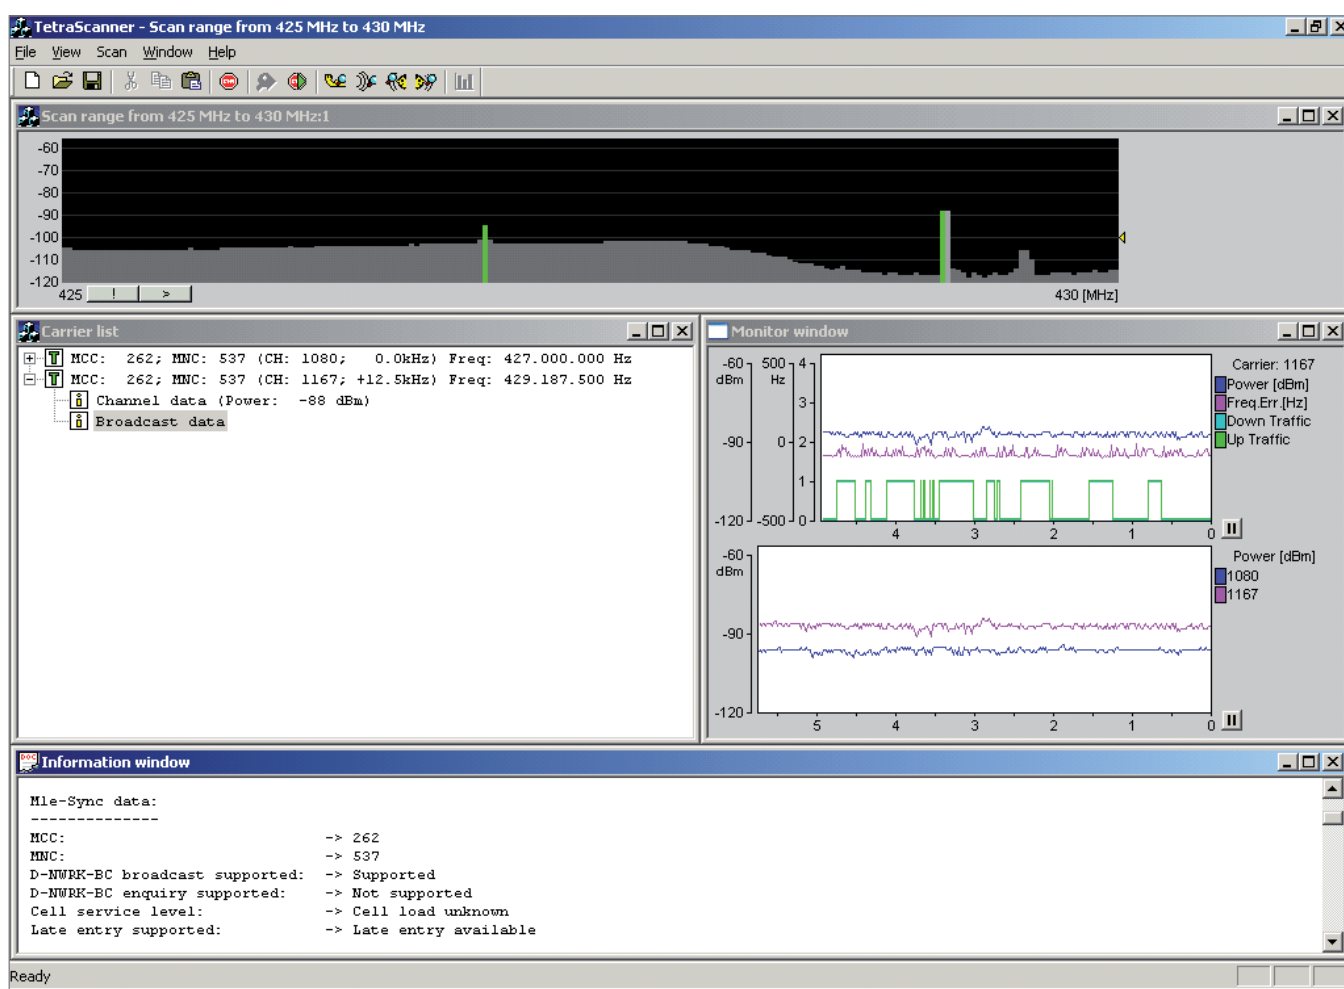 TetraScanner - Scan range from 425 MHz to 430 MHz
File View Scan Window Help
Scan range from 425 MHz to 430 MHz:1
-60
-70
-80
-90
-100
-110
-120
425 ! > 430 [MHz]
Carrier list
MCC: 262; MNC: 537 (CH: 1080; 0.0kHz) Freq: 427.000.000 Hz
MCC: 262; MNC: 537 (CH: 1167; +12.5kHz) Freq: 429.187.500 Hz
Channel data (Power: -88 dBm)
Broadcast data
Monitor window
-60 500 4
dBm Hz
3
-90 0 2
1
-120 -500 0
4 3 2 1 0
Carrier: 1167
Power [dBm]
Freq.Err.[Hz]
Down Traffic
Up Traffic
-60
dBm
-90
-120
5 4 3 2 1 0
Power [dBm]
1080
1167
Information window
Mle-Sync data:
--------------
MCC: -> 262
MNC: -> 537
D-NWRK-BC broadcast supported: -> Supported
D-NWRK-BC enquiry supported: -> Not supported
Cell service level: -> Cell load unknown
Late entry supported: -> Late entry available
Ready